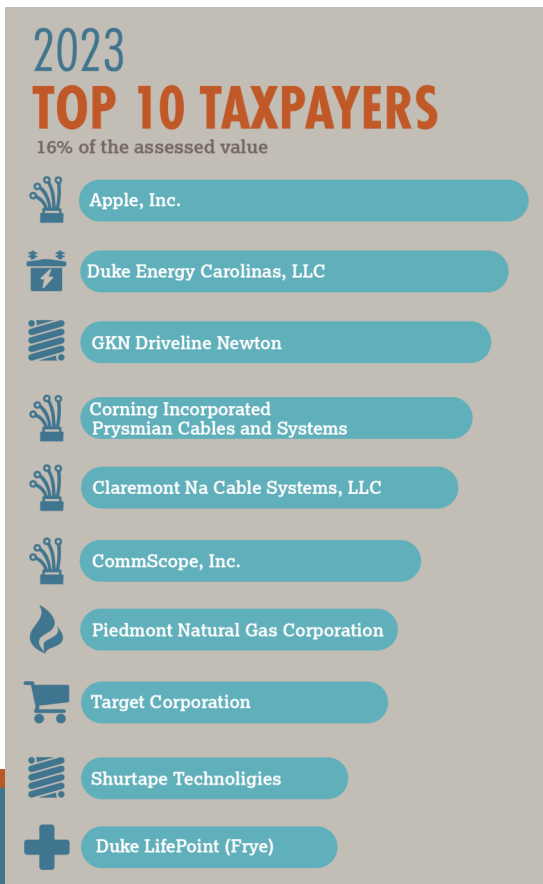 2023
TOP 10 TAXPAYERS
16% of the assessed value
Apple, Inc.
Duke Energy Carolinas, LLC
GKN Driveline Newton
Corning Incorporated
Prysmian Cables and Systems
Claremont Na Cable Systems, LLC
CommScope, Inc.
Piedmont Natural Gas Corporation
Target Corporation
Shurtape Technoligies
Duke LifePoint (Frye)